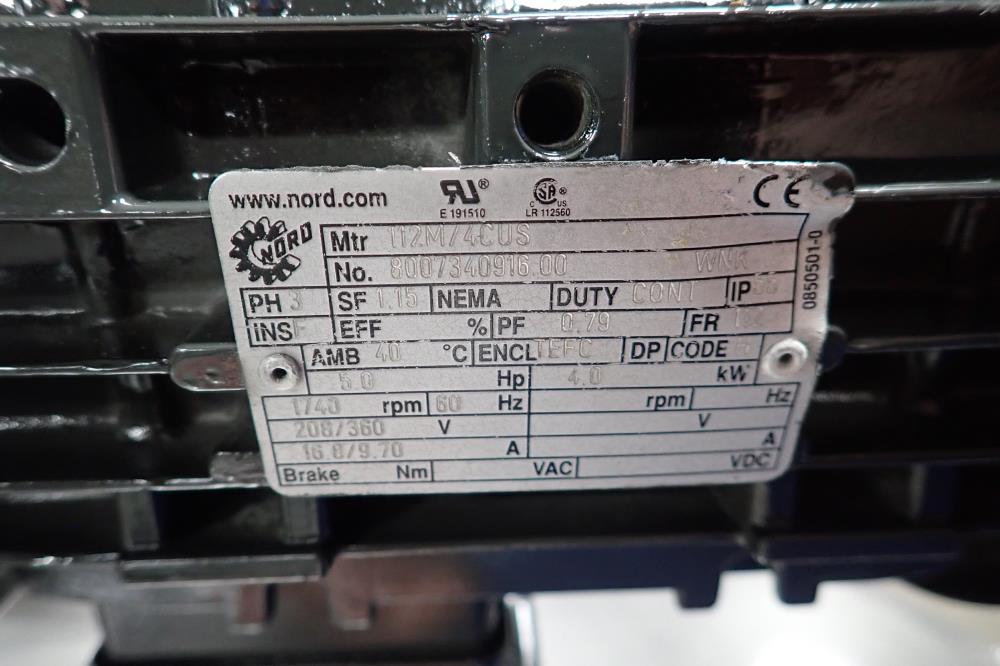 www.nord.com
E 191510
C SA US
LR 112560
CE
NORD
Mtr 112M/4CUS
No. 8007340916.00 WNK
0850501-0
PH 3 SF 1.15 NEMA DUTY CONT IP
INS F EFF % PF 0.79 FR
AMB 40 °C ENCL TEFC DP CODE
5.0 Hp 4.0 kW
1740 rpm 60 Hz rpm Hz
208/360 V V
16.8/9.70 A A
Brake Nm VAC VDC